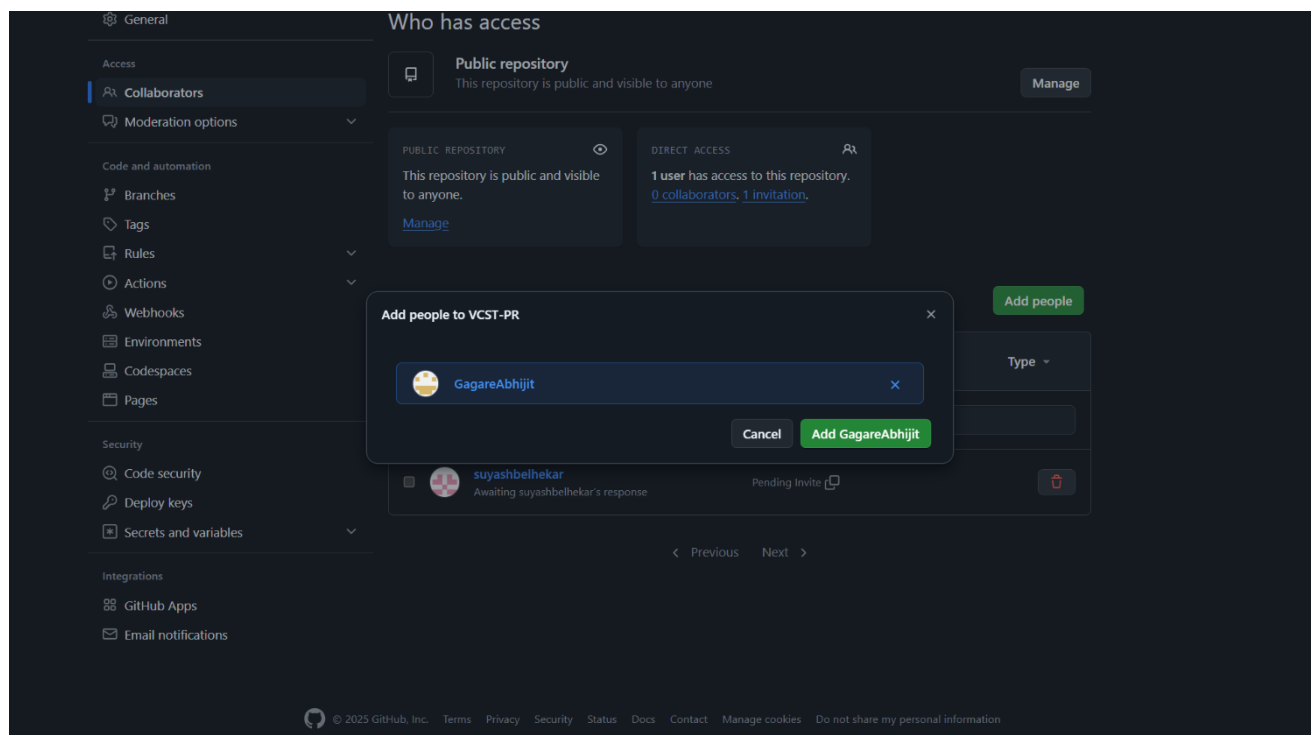 General
Access
Collaborators
Moderation options
Code and automation
Branches
Tags
Rules
Actions
Webhooks
Environments
Codespaces
Pages
Security
Code security
Deploy keys
Secrets and variables
Integrations
GitHub Apps
Email notifications
Who has access
Public repository
This repository is public and visible to anyone
Manage
PUBLIC REPOSITORY
This repository is public and visible
to anyone.
Manage
DIRECT ACCESS
1 user has access to this repository.
0 collaborators. 1 invitation.
Add people
Type
Add people to VCST-PR
GagareAbhijit
Cancel
Add GagareAbhijit
suyashbelhekar
Awaiting suyashbelhekar's response
Pending Invite
Previous Next
© 2025 GitHub, Inc. Terms Privacy Security Status Docs Contact Manage cookies Do not share my personal information